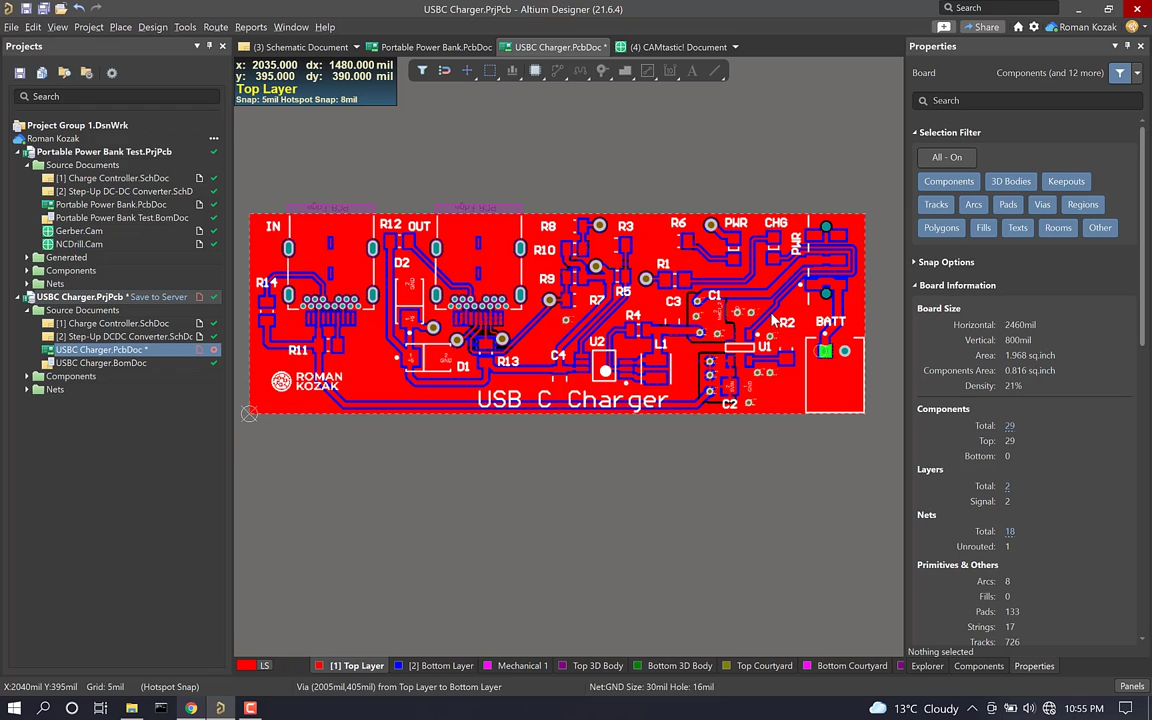 USBC Charger.PrjPcb - Altium Designer (21.6.4)
Search
File Edit View Project Place Design Tools Route Reports Window Help
Share
Roman Kozak
Projects
(3) Schematic Document
Portable Power Bank.PcbDoc
USBC Charger.PcbDoc *
(4) CAMtastic! Document
Properties
x: 2035.000 dx: 1480.000 mil
y: 395.000 dy: 390.000 mil
Top Layer
Snap: 5mil Hotspot Snap: 8mil
Board
Components (and 12 more)
Search
Search
Project Group 1.DsnWrk
Roman Kozak
Portable Power Bank Test.PrjPcb
Source Documents
[1] Charge Controller.SchDoc
[2] Step-Up DC-DC Converter.SchD
Portable Power Bank.PcbDoc
Portable Power Bank Test.BomDoc
Gerber.Cam
NCDrill.Cam
Generated
Components
Nets
USBC Charger.PrjPcb * Save to Server
Source Documents
[1] Charge Controller.SchDoc
[2] Step Up DCDC Converter.SchDc
USBC Charger.PcbDoc *
USBC Charger.BomDoc
Components
Nets
PCB Edge
PCB Edge
IN
R12
OUT
R8
R3
R6
PWR
CHG
PWR
R10
D2
R14
R9
R1
R5
R7
C3
C1
R2
BATT
R4
L1
U1
R11
D1
R13
C4
U2
C2
ROMAN
KOZAK
USB C Charger
Selection Filter
All - On
Components 3D Bodies Keepouts
Tracks Arcs Pads Vias Regions
Polygons Fills Texts Rooms Other
Snap Options
Board Information
Board Size
Horizontal: 2460mil
Vertical: 800mil
Area: 1.968 sq.inch
Components Area: 0.816 sq.inch
Density: 21%
Components
Total: 29
Top: 29
Bottom: 0
Layers
Total: 2
Signal: 2
Nets
Total: 18
Unrouted: 1
Primitives & Others
Arcs: 8
Fills: 0
Pads: 133
Strings: 17
Tracks: 726
Nothing selected
LS
[1] Top Layer
[2] Bottom Layer
Mechanical 1
Top 3D Body
Bottom 3D Body
Top Courtyard
Bottom Courtyard
Explorer Components Properties
X:2040mil Y:395mil Grid: 5mil (Hotspot Snap)
Via (2005mil,405mil) from Top Layer to Bottom Layer
Net:GND Size: 30mil Hole: 16mil
Panels
13°C Cloudy
10:55 PM